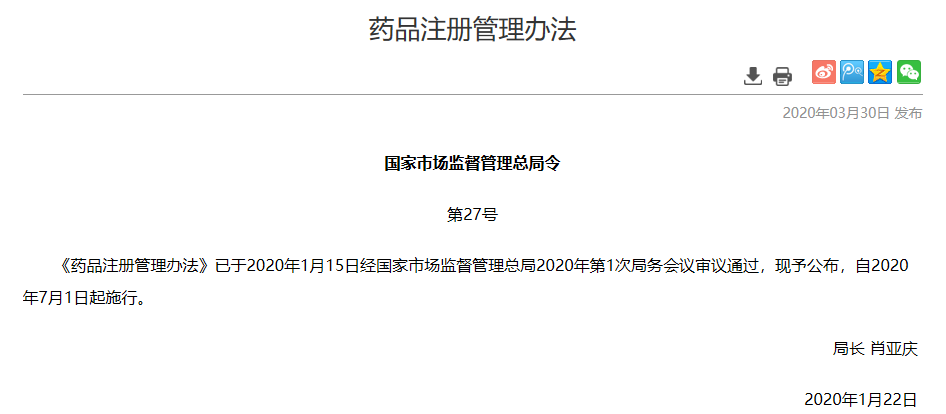 药品注册管理办法
2020年03月30日 发布
国家市场监督管理总局令
第27号
《药品注册管理办法》已于2020年1月15日经国家市场监督管理总局2020年第1次局务会议审议通过，现予公布，自2020
年7月1日起施行。
局长 肖亚庆
2020年1月22日